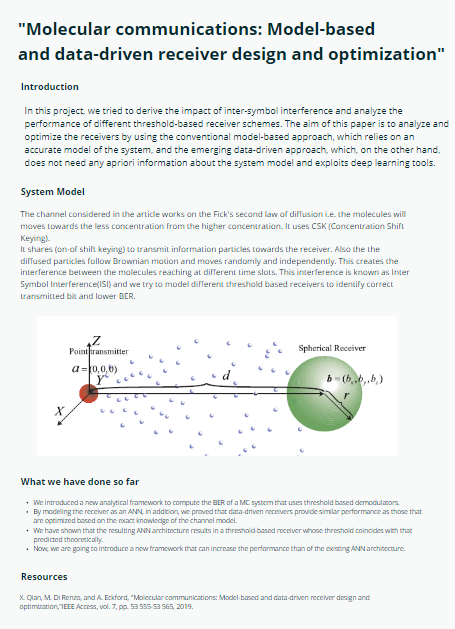 "Molecular communications: Model-based
and data-driven receiver design and optimization"
Introduction
In this project, we tried to derive the impact of inter-symbol interference and analyze the
performance of different threshold-based receiver schemes. The aim of this paper is to analyze and
optimize the receivers by using the conventional model-based approach, which relies on an
accurate model of the system, and the emerging data-driven approach, which, on the other hand,
does not need any apriori information about the system model and exploits deep learning tools.
System Model
The channel considered in the article works on the Fick's second law of diffusion i.e. the molecules will
moves towards the less concentration from the higher concentration. It uses CSK (Concentration Shift
Keying).
It shares (on-of shift keying) to transmit information particles towards the receiver. Also the the
diffused particles follow Brownian motion and moves randomly and independently. This creates the
interference between the molecules reaching at different time slots. This interference is known as Inter
Symbol Interference(ISI) and we try to model different threshold based receivers to identify correct
transmitted bit and lower BER.
Z
Point transmitter
Spherical Receiver
a = (0,0,0)
Y
d
b = (bx, by, bz)
r
X
What we have done so far
• We introduced a new analytical framework to compute the BER of a MC system that uses threshold based demodulators.
• By modeling the receiver as an ANN, in addition, we proved that data-driven receivers provide similar performance as those that
are optimized based on the exact knowledge of the channel model.
• We have shown that the resulting ANN architecture results in a threshold-based receiver whose threshold coincides with that
predicted theoretically.
• Now, we are going to introduce a new framework that can increase the performance than of the existing ANN architecture.
Resources
X. Qian, M. Di Renzo, and A. Eckford, "Molecular communications: Model-based and data-driven receiver design and
optimization,"IEEE Access, vol. 7, pp. 53 555-53 565, 2019.